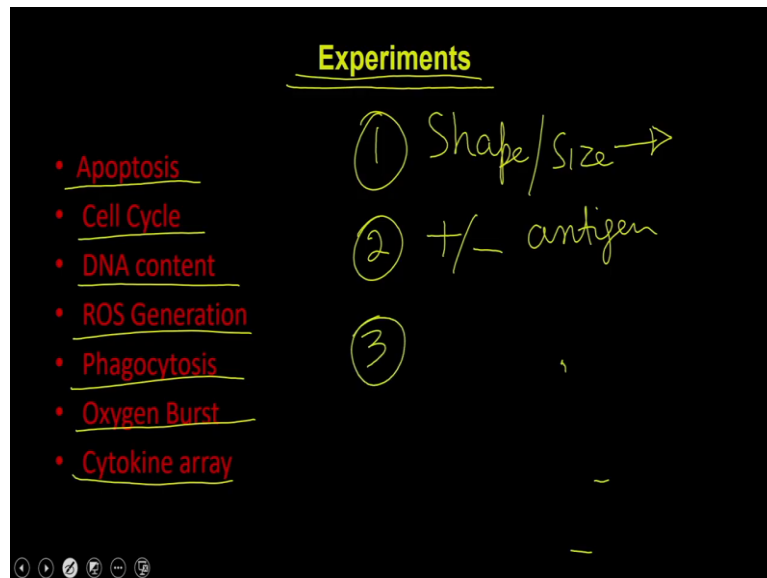 Experiments
• Apoptosis
• Cell Cycle
• DNA content
• ROS Generation
• Phagocytosis
• Oxygen Burst
• Cytokine array
1 Shape/Size →
2 +/- antigen
3